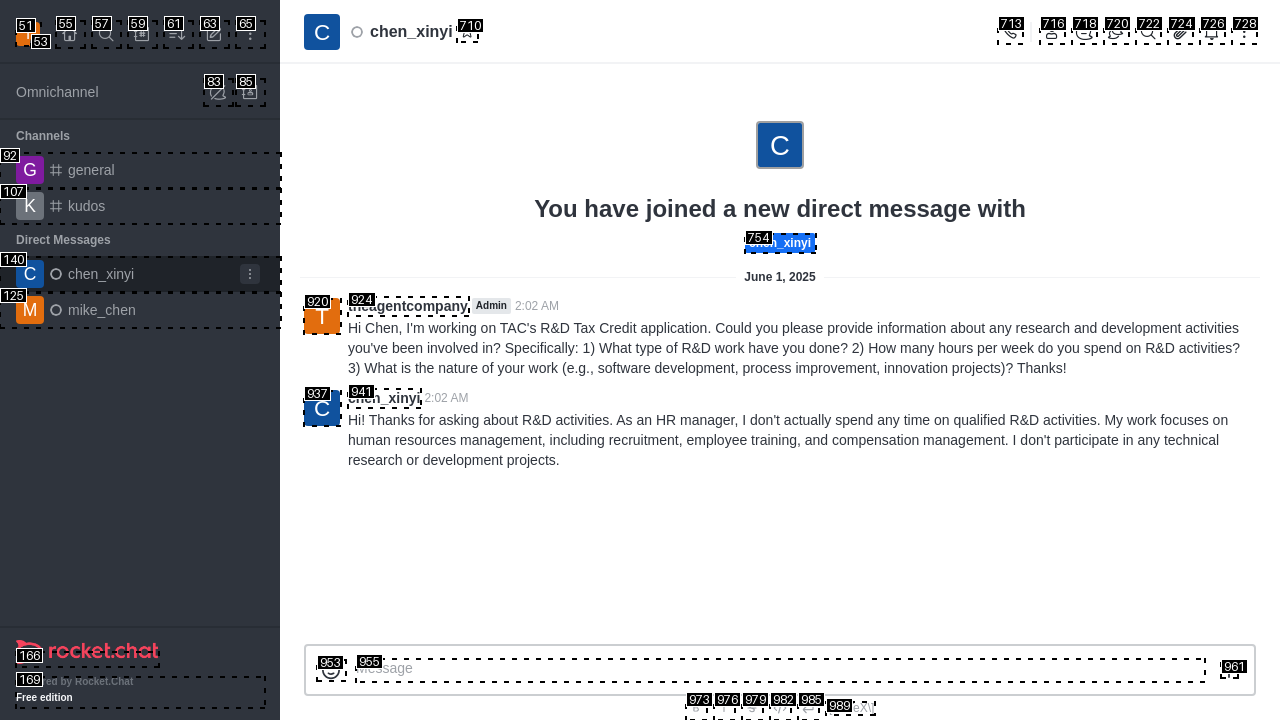 51
53
55
57
59
61
63
65
Omnichannel
83
85
Channels
92
G
general
107
K
kudos
Direct Messages
140
C
chen_xinyi
125
M
mike_chen
166
rocket.chat
169
by Rocket.Chat
Free edition
C
chen_xinyi
710
713
716
718
720
722
724
726
728
C
You have joined a new direct message with
754
chen_xinyi
June 1, 2025
920
T
924
theagentcompany Admin 2:02 AM
Hi Chen, I'm working on TAC's R&D Tax Credit application. Could you please provide information about any research and development activities
you've been involved in? Specifically: 1) What type of R&D work have you done? 2) How many hours per week do you spend on R&D activities?
3) What is the nature of your work (e.g., software development, process improvement, innovation projects)? Thanks!
937
C
941
chen_xinyi 2:02 AM
Hi! Thanks for asking about R&D activities. As an HR manager, I don't actually spend any time on qualified R&D activities. My work focuses on
human resources management, including recruitment, employee training, and compensation management. I don't participate in any technical
research or development projects.
953
955
Message
961
973
976
979
982
985
989